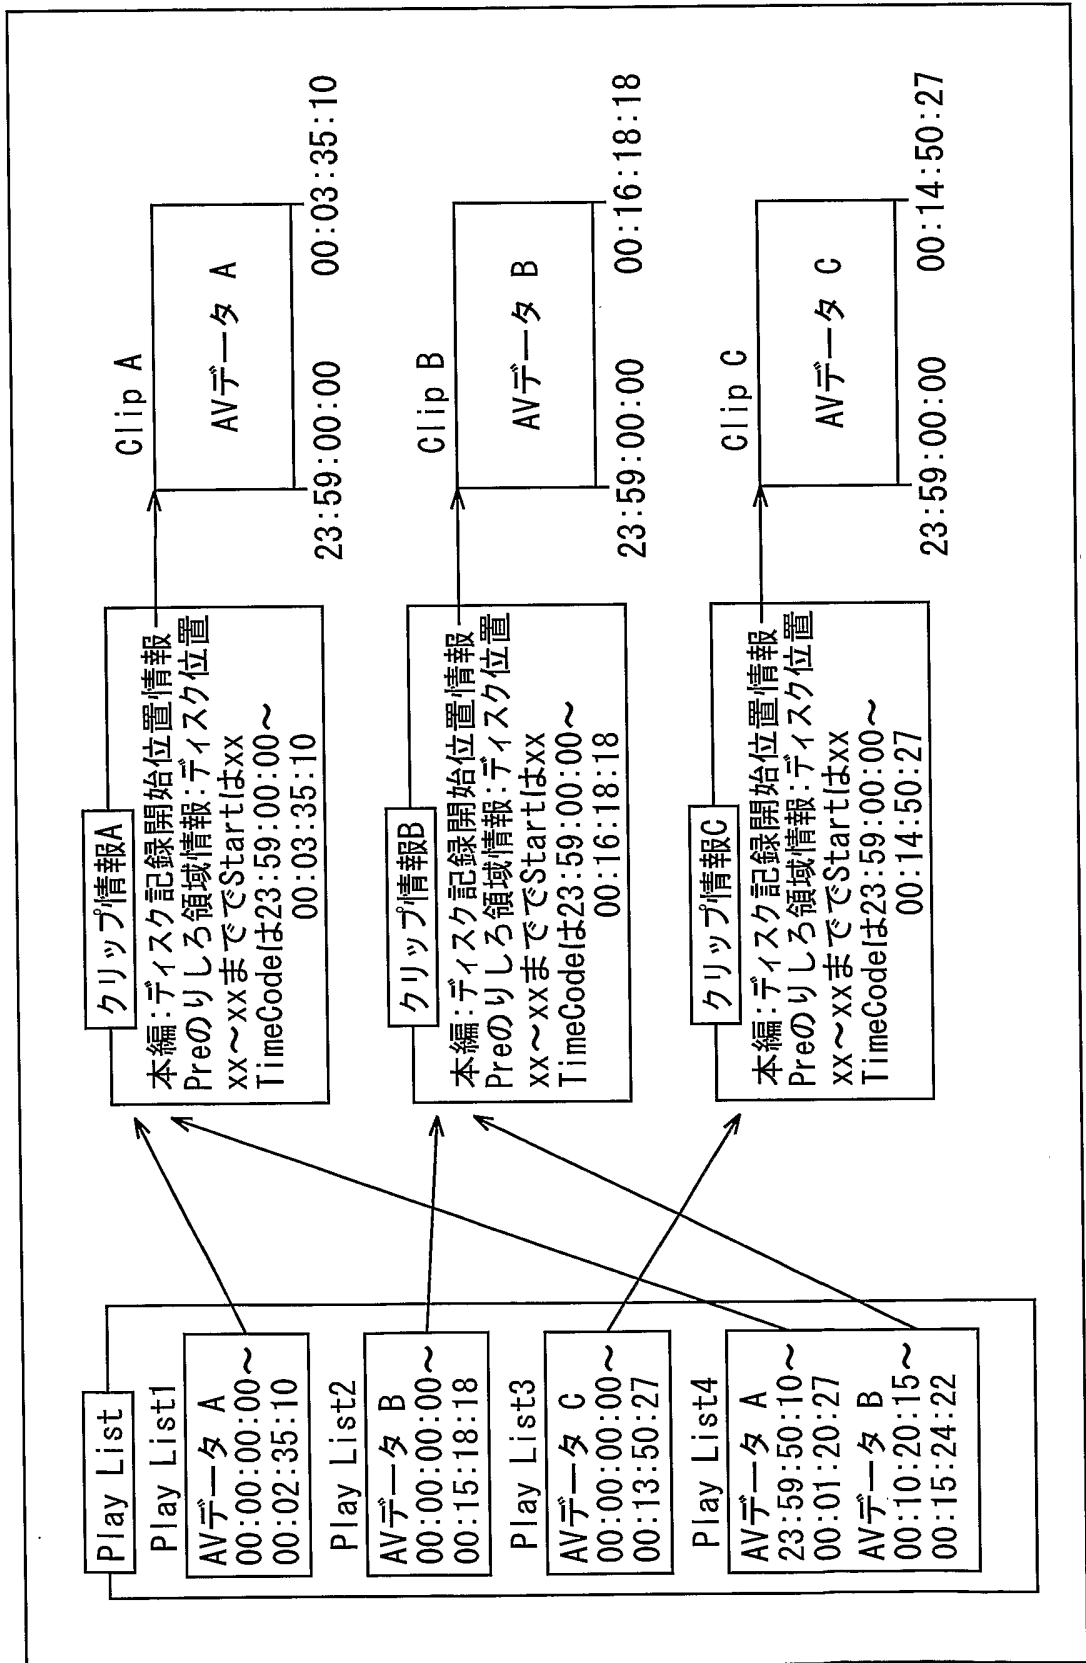 Play List
Play List1
AVデータ A
00:00:00:00～
00:02:35:10
Play List2
AVデータ B
00:00:00:00～
00:15:18:18
Play List3
AVデータ C
00:00:00:00～
00:13:50:27
Play List4
AVデータ A
23:59:50:10～
00:01:20:27
AVデータ B
00:10:20:15～
00:15:24:22
クリップ情報A
本編:ディスク記録開始位置情報
Preのりしろ領域情報:ディスク位置
xx～xxまででStartはxx
TimeCodeは23:59:00:00～
00:03:35:10
クリップ情報B
本編:ディスク記録開始位置情報
Preのりしろ領域情報:ディスク位置
xx～xxまででStartはxx
TimeCodeは23:59:00:00～
00:16:18:18
クリップ情報C
本編:ディスク記録開始位置情報
Preのりしろ領域情報:ディスク位置
xx～xxまででStartはxx
TimeCodeは23:59:00:00～
00:14:50:27
Clip A
AVデータ A
23:59:00:00
00:03:35:10
Clip B
AVデータ B
23:59:00:00
00:16:18:18
Clip C
AVデータ C
23:59:00:00
00:14:50:27